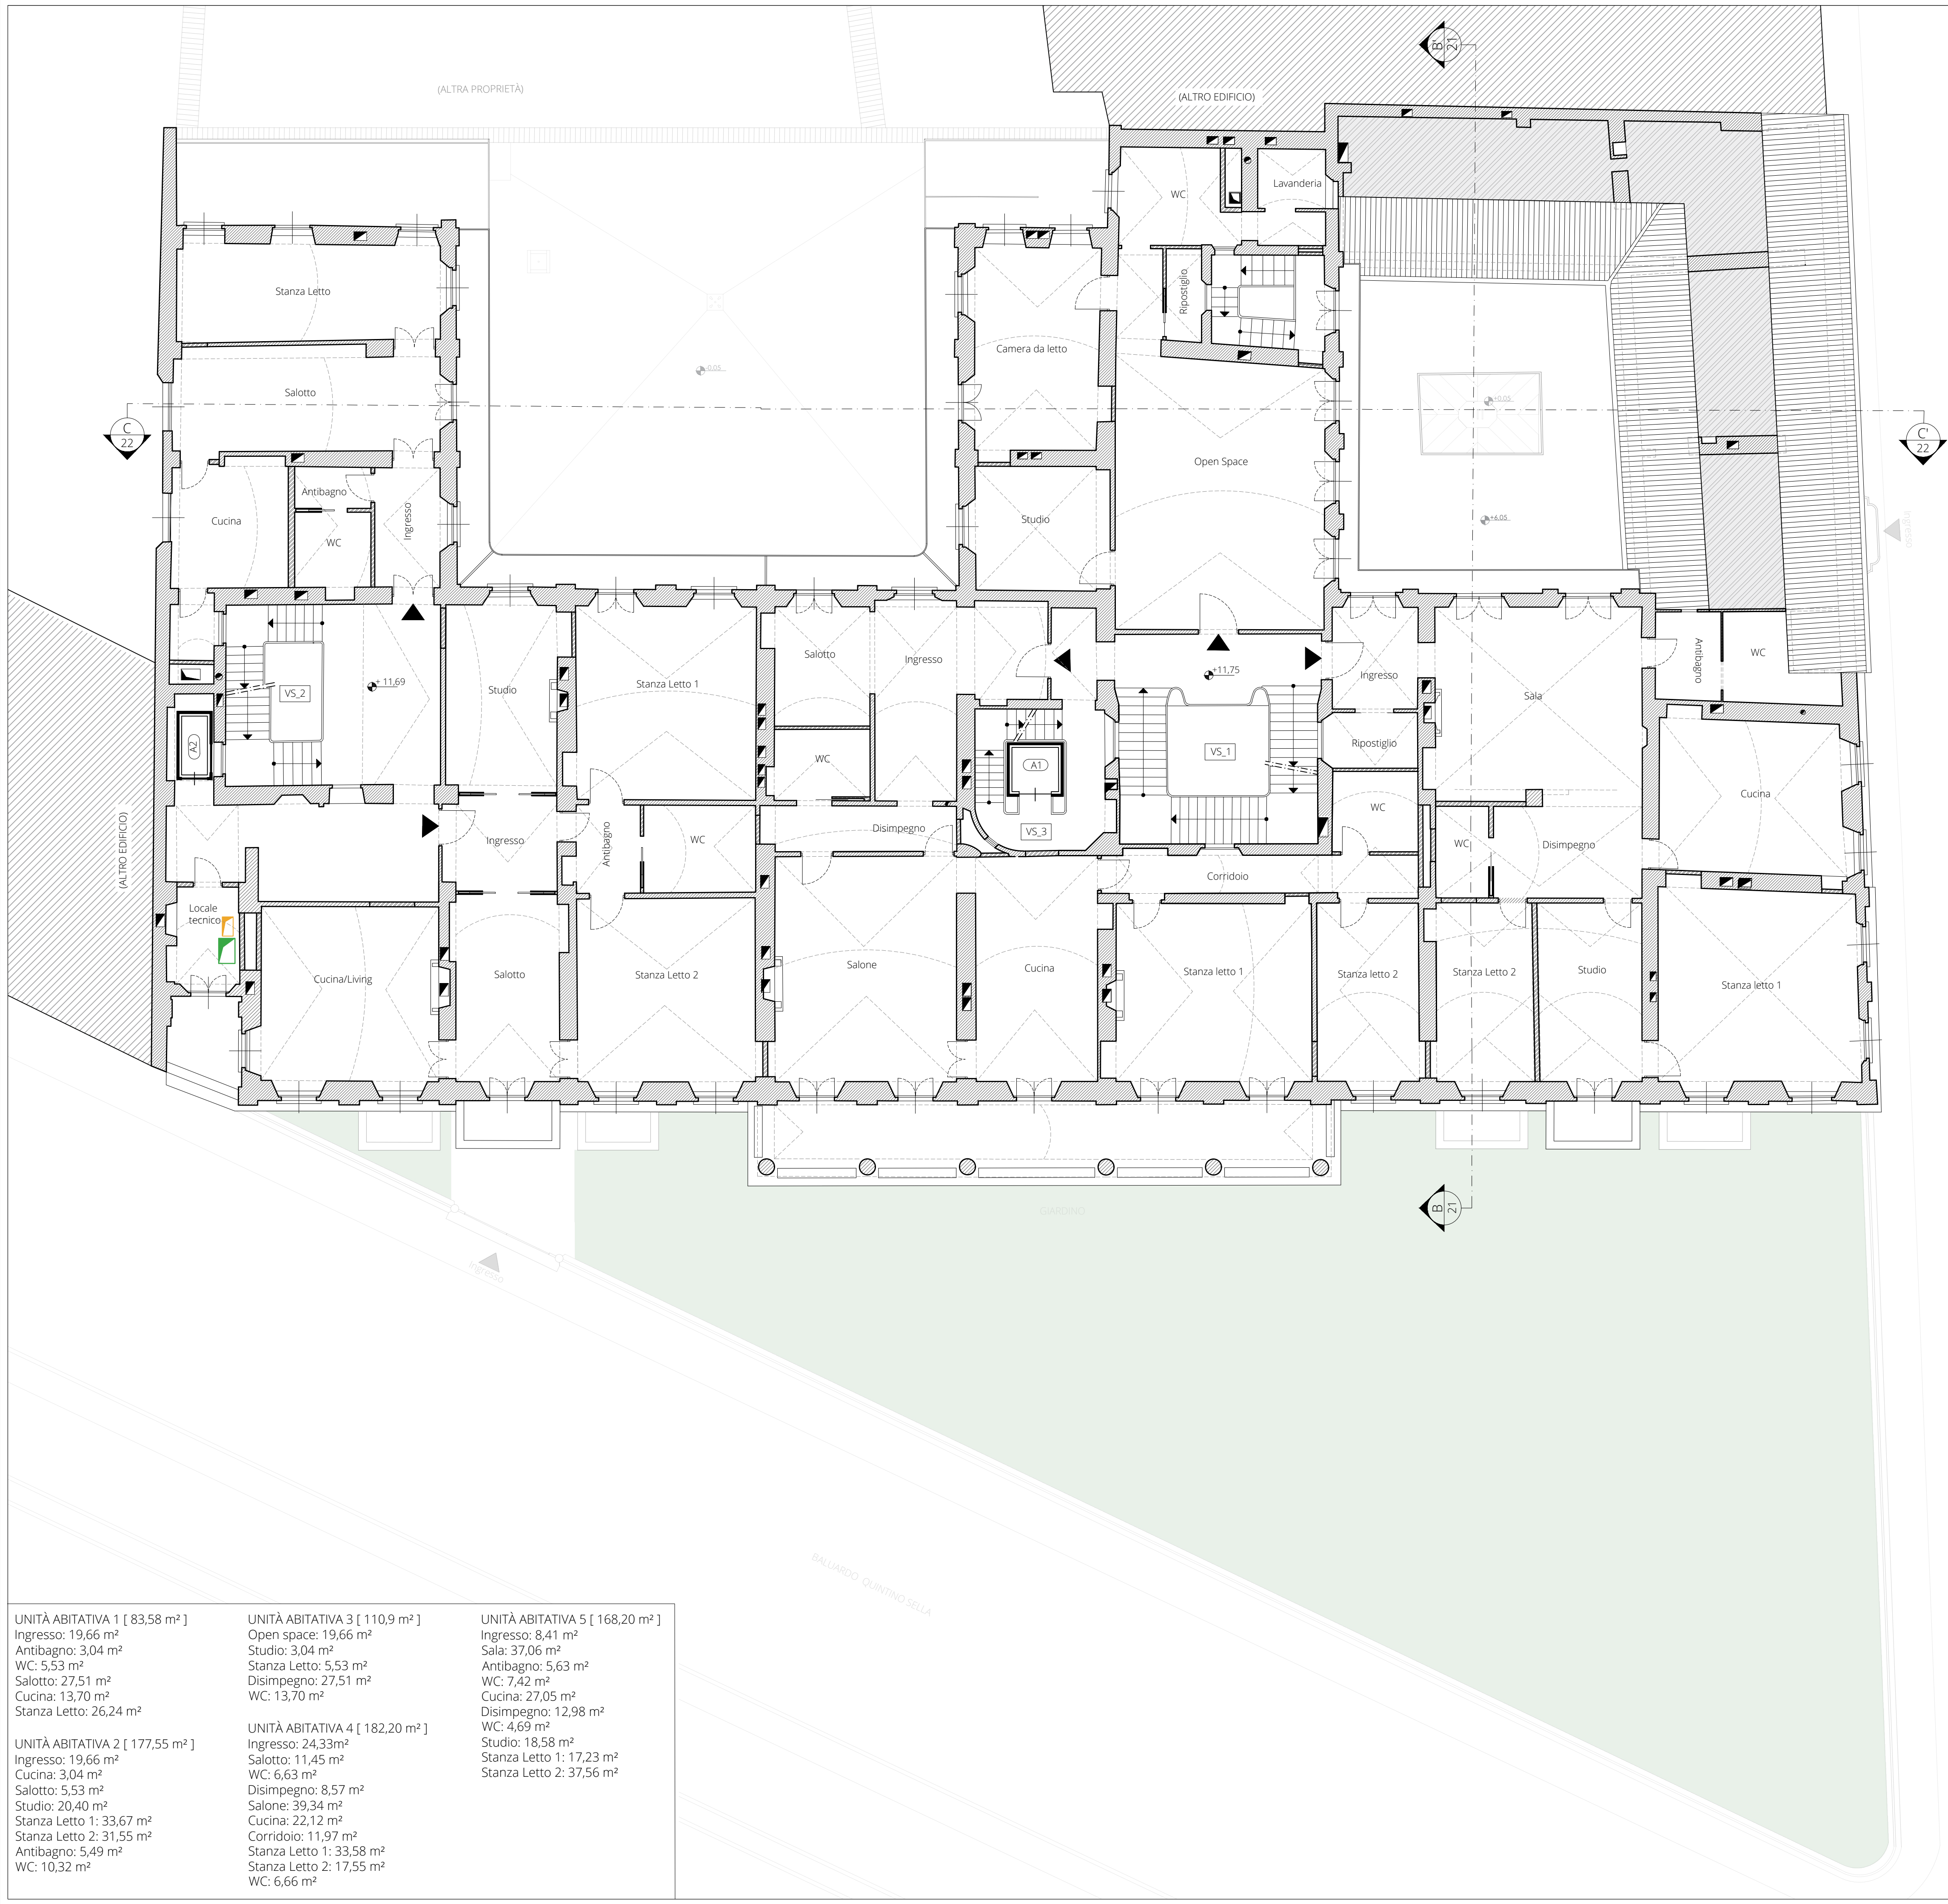 B'
21
(ALTRA PROPRIETÀ)
(ALTRO EDIFICIO)
WC
Lavanderia
Ripostiglio
Stanza Letto
Camera da letto
-0,05
Salotto
+0,05
C
22
C'
22
Open Space
Antibagno
Cucina
Ingresso
WC
Studio
+6,05
Ingresso
Salotto
Ingresso
+11,75
Ingresso
Antibagno
WC
VS_2
+ 11,69
Studio
Stanza Letto 1
Sala
A2
WC
A1
VS_1
Ripostiglio
Cucina
WC
VS_3
Disimpegno
(ALTRO EDIFICIO)
Ingresso
Antibagno
WC
WC
Disimpegno
Corridoio
Locale
tecnico
Cucina/Living
Salotto
Stanza Letto 2
Salone
Cucina
Stanza letto 1
Stanza letto 2
Stanza Letto 2
Studio
Stanza letto 1
GIARDINO
B
21
Ingresso
BALUARDO QUINTINO SELLA
UNITÀ ABITATIVA 1 [ 83,58 m² ]
Ingresso: 19,66 m²
Antibagno: 3,04 m²
WC: 5,53 m²
Salotto: 27,51 m²
Cucina: 13,70 m²
Stanza Letto: 26,24 m²
UNITÀ ABITATIVA 2 [ 177,55 m² ]
Ingresso: 19,66 m²
Cucina: 3,04 m²
Salotto: 5,53 m²
Studio: 20,40 m²
Stanza Letto 1: 33,67 m²
Stanza Letto 2: 31,55 m²
Antibagno: 5,49 m²
WC: 10,32 m²
UNITÀ ABITATIVA 3 [ 110,9 m² ]
Open space: 19,66 m²
Studio: 3,04 m²
Stanza Letto: 5,53 m²
Disimpegno: 27,51 m²
WC: 13,70 m²
UNITÀ ABITATIVA 4 [ 182,20 m² ]
Ingresso: 24,33m²
Salotto: 11,45 m²
WC: 6,63 m²
Disimpegno: 8,57 m²
Salone: 39,34 m²
Cucina: 22,12 m²
Corridoio: 11,97 m²
Stanza Letto 1: 33,58 m²
Stanza Letto 2: 17,55 m²
WC: 6,66 m²
UNITÀ ABITATIVA 5 [ 168,20 m² ]
Ingresso: 8,41 m²
Sala: 37,06 m²
Antibagno: 5,63 m²
WC: 7,42 m²
Cucina: 27,05 m²
Disimpegno: 12,98 m²
WC: 4,69 m²
Studio: 18,58 m²
Stanza Letto 1: 17,23 m²
Stanza Letto 2: 37,56 m²